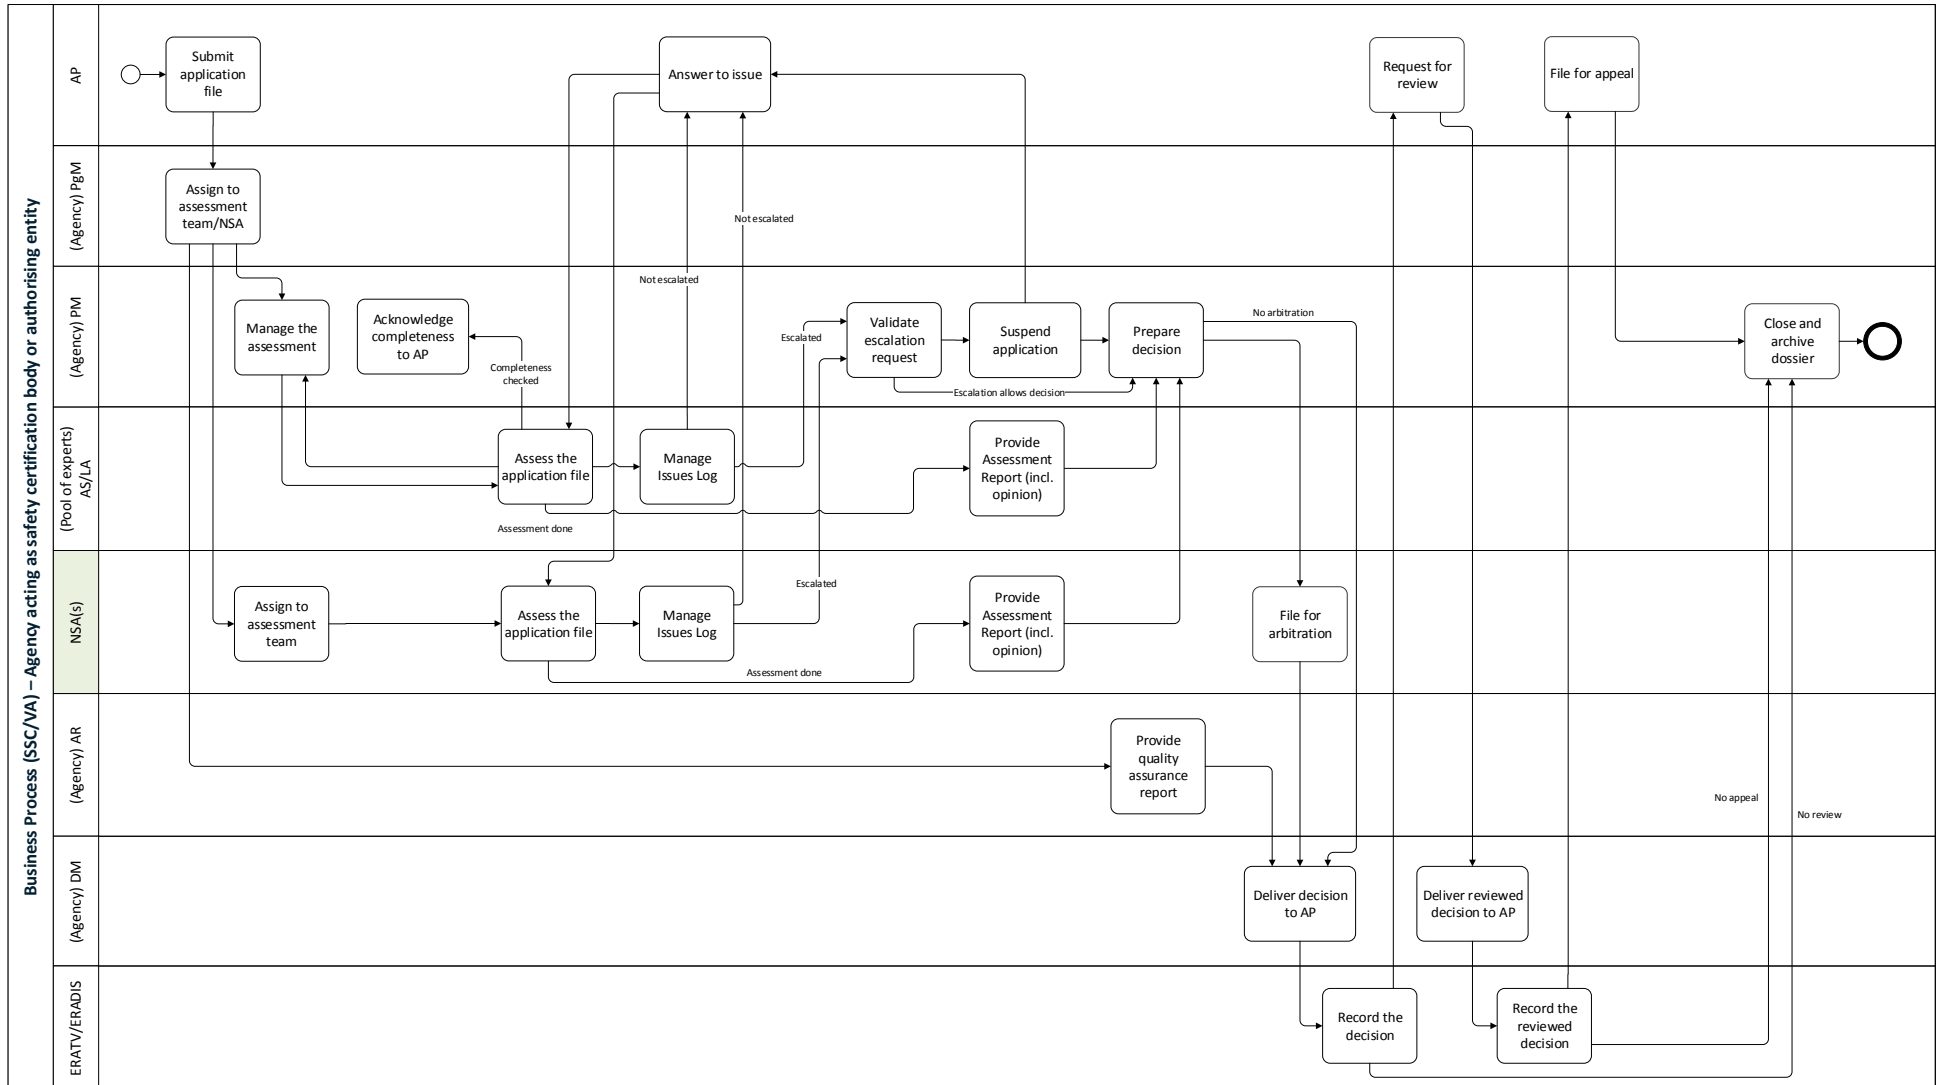 Business Process (SSC/VA) – Agency acting as safety certification body or authorising entity
AP
Submit
application
file
Answer to issue
Request for
review
File for appeal
(Agency) PgM
Assign to
assessment
team/NSA
Not escalated
(Agency) PM
Manage the
assessment
Acknowledge
completeness
to AP
Completeness
checked
Not escalated
Escalated
Validate
escalation
request
Suspend
application
Prepare
decision
Escalation allows decision
No arbitration
Close and
archive
dossier
(Pool of experts)
AS/LA
Assess the
application file
Manage
Issues Log
Provide
Assessment
Report (incl.
opinion)
Assessment done
NSA(s)
Assign to
assessment
team
Assess the
application file
Manage
Issues Log
Escalated
Provide
Assessment
Report (incl.
opinion)
Assessment done
File for
arbitration
(Agency) AR
Provide
quality
assurance
report
No appeal
No review
(Agency) DM
Deliver decision
to AP
Deliver reviewed
decision to AP
ERATV/ERADIS
Record the
decision
Record the
reviewed
decision